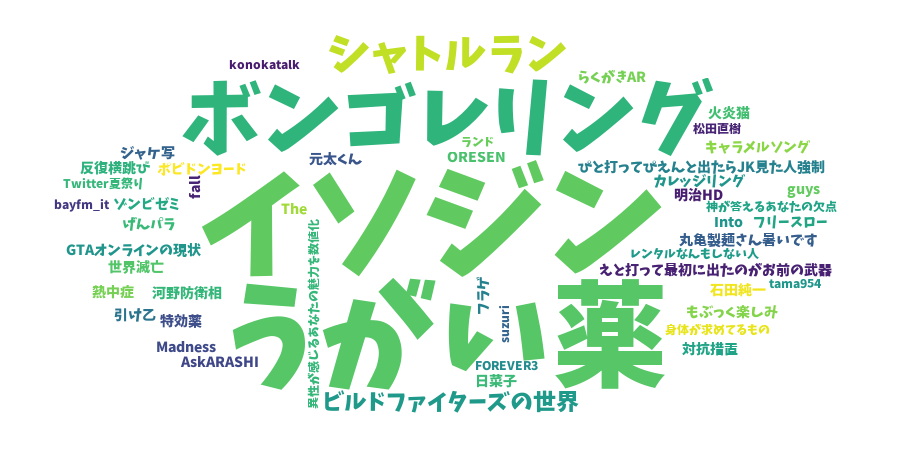 シャトルラン
konokatalk
らくがきAR
ボンゴレリング
火炎猫
松田直樹
ランド
キャラメルソング
ジャケ写
元太くん
ORESEN
反復横跳び
ポビドンヨード
ぴと打ってぴえんと出たらJK見た人強制
Twitter夏祭り
fall
イソジン
カレッジリング
明治HD
guys
bayfm_it
ゾンビゼミ
The
神が答えるあなたの欠点
げんパラ
Into
フリースロー
丸亀製麺さん暑いです
GTAオンラインの現状
レンタルなんもしない人
世界滅亡
えと打って最初に出たのがお前の武器
異性が感じるあなたの魅力を数値化
フラゲ
tama954
熱中症
河野防衛相
石田純一
うがい薬
引け乙
特効薬
suzuri
もぶっく楽しみ
身体が求めてるもの
Madness
対抗措置
AskARASHI
FOREVER3
日菜子
ビルドファイターズの世界